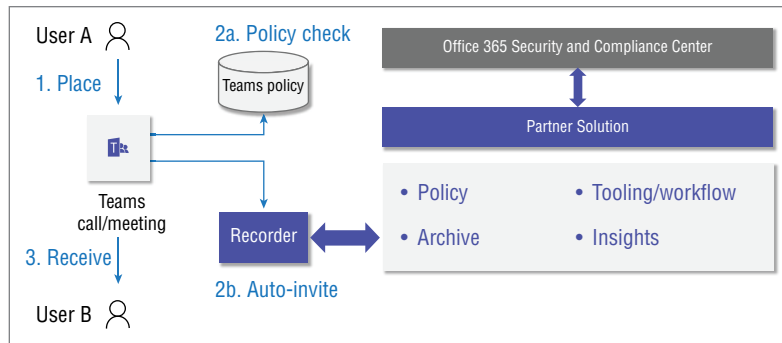 User A
2a. Policy check
Office 365 Security and Compliance Center
1. Place
Teams policy
Partner Solution
T
Teams
call/meeting
• Policy
• Tooling/workflow
Recorder
• Archive
• Insights
3. Receive
2b. Auto-invite
User B